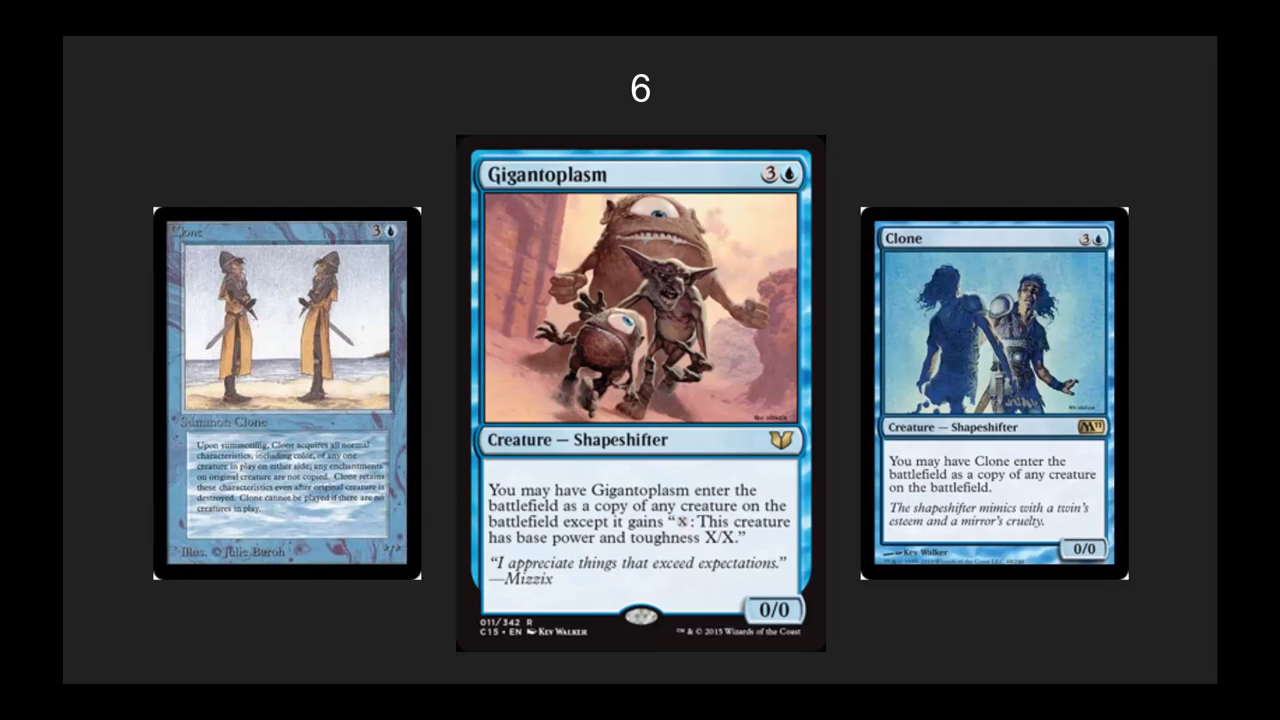 6
Clone 3
Summon Clone
Upon summoning, Clone acquires all normal
characteristics, including color, of any one
creature in play on either side; any enchantments
on original creature are not copied. Clone retains
these characteristics even after original creature is
destroyed. Clone cannot be played if there are no
creatures in play.
Illus. © Julie Baroh
Gigantoplasm 3
KEV WALKER
Creature — Shapeshifter
You may have Gigantoplasm enter the
battlefield as a copy of any creature on the
battlefield except it gains “X:This creature
has base power and toughness X/X.”
“I appreciate things that exceed expectations.”
—Mizzix
0/0
011/342 R
C15 • EN KEV WALKER
™ & © 2015 Wizards of the Coast
Clone 3
Creature — Shapeshifter M11
You may have Clone enter the
battlefield as a copy of any creature
on the battlefield.
The shapeshifter mimics with a twin’s
esteem and a mirror’s cruelty.
0/0
Kev Walker